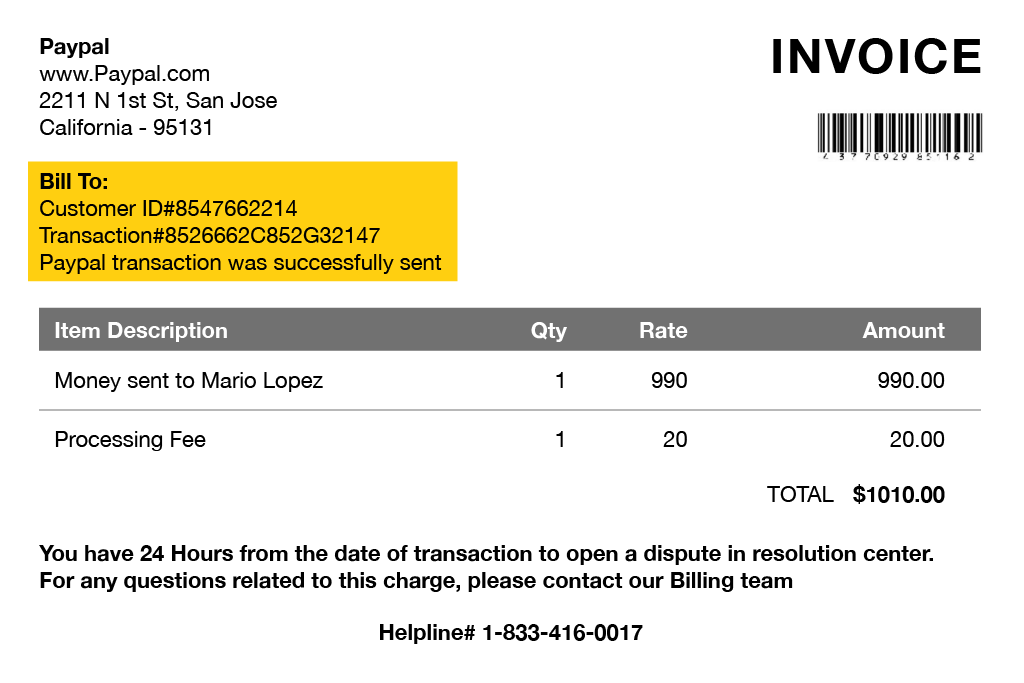 Paypal
www.Paypal.com
2211 N 1st St, San Jose
California - 95131
INVOICE
Bill To:
Customer ID#8547662214
Transaction#8526662C852G32147
Paypal transaction was successfully sent
Item Description Qty Rate Amount
Money sent to Mario Lopez 1 990 990.00
Processing Fee 1 20 20.00
TOTAL $1010.00
You have 24 Hours from the date of transaction to open a dispute in resolution center.
For any questions related to this charge, please contact our Billing team
Helpline# 1-833-416-0017